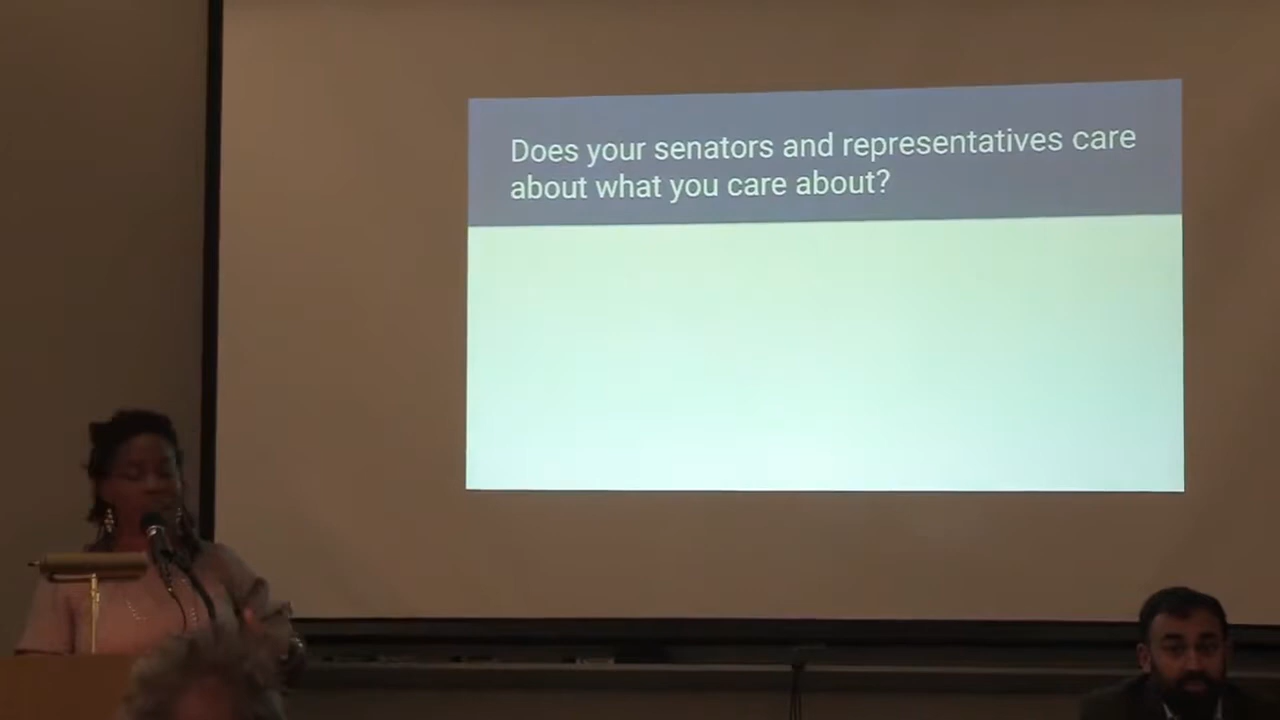 Does your senators and representatives care
about what you care about?